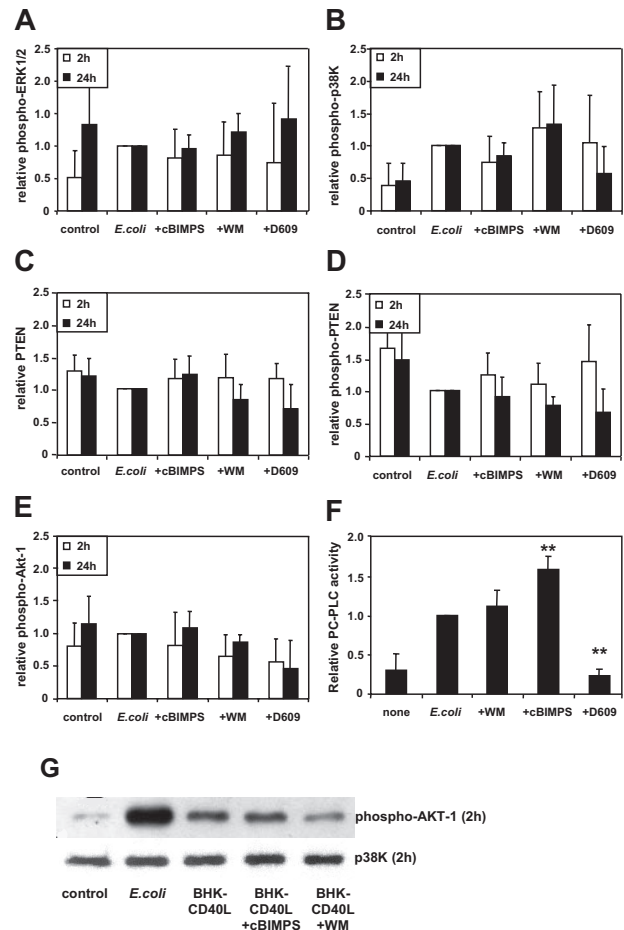 A
B
relative phospho-ERK1/2
2.5
2.0
1.5
1.0
0.5
0
2h
24h
control E.coli +cBIMPS +WM +D609
relative phospho-p38K
2.5
2.0
1.5
1.0
0.5
0
2h
24h
control E.coli +cBIMPS +WM +D609
C
D
relative PTEN
2.5
2.0
1.5
1.0
0.5
0
2h
24h
control E.coli +cBIMPS +WM +D609
relative phospho-PTEN
2.5
2.0
1.5
1.0
0.5
0
2h
24h
control E.coli +cBIMPS +WM +D609
E
F
relative phospho-Akt-1
2.5
2.0
1.5
1.0
0.5
0
2h
24h
control E.coli +cBIMPS +WM +D609
Relative PC-PLC activity
2.0
1.5
1.0
0.5
0
**
**
none E.coli +WM +cBIMPS +D609
G
phospho-AKT-1 (2h)
p38K (2h)
control E.coli BHK- BHK- BHK-
CD40L CD40L CD40L
+cBIMPS +WM